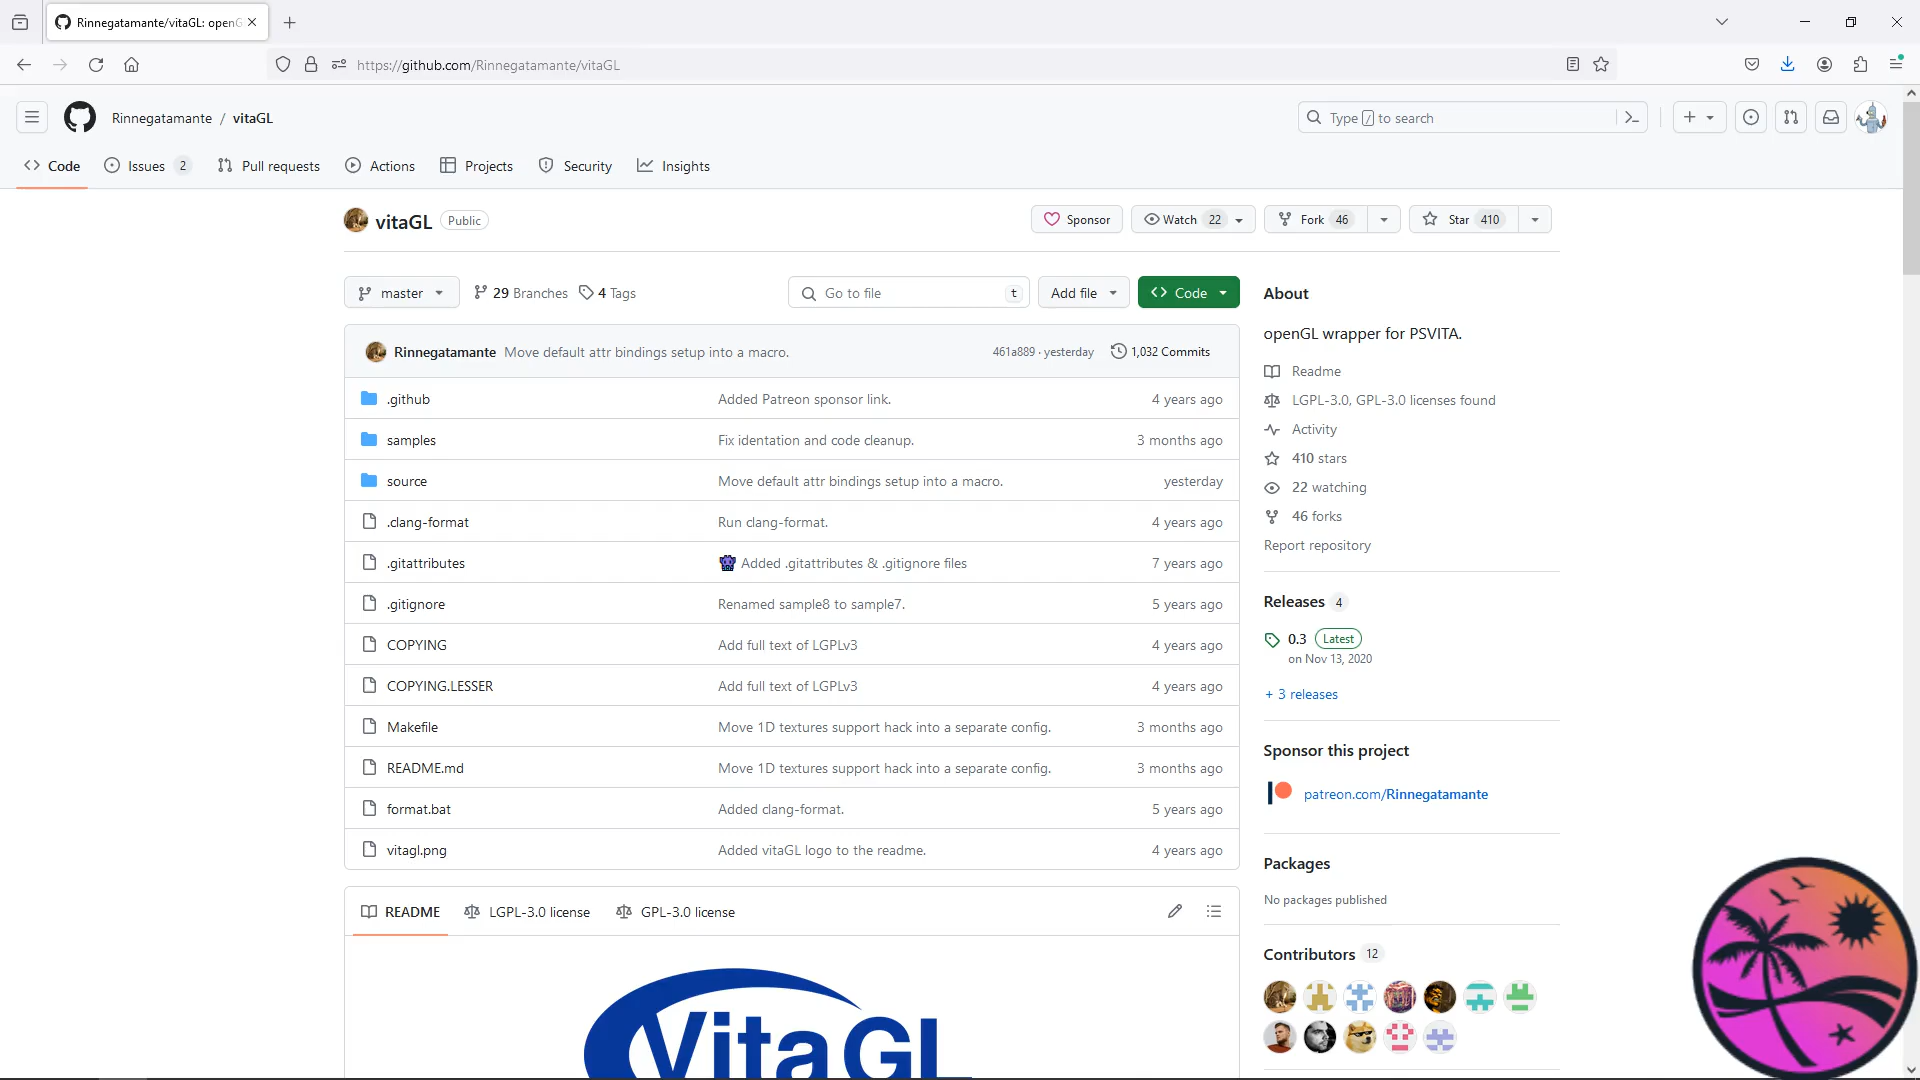 Rinnegatamante/vitaGL: openG
https://github.com/Rinnegatamante/vitaGL
Rinnegatamante / vitaGL
Type / to search
Code
Issues 2
Pull requests
Actions
Projects
Security
Insights
vitaGL Public
Sponsor
Watch 22
Fork 46
Star 410
master
29 Branches
4 Tags
Go to file t
Add file
Code
Rinnegatamante Move default attr bindings setup into a macro. 461a889 · yesterday 1,032 Commits
.github Added Patreon sponsor link. 4 years ago
samples Fix identation and code cleanup. 3 months ago
source Move default attr bindings setup into a macro. yesterday
.clang-format Run clang-format. 4 years ago
.gitattributes Added .gitattributes & .gitignore files 7 years ago
.gitignore Renamed sample8 to sample7. 5 years ago
COPYING Add full text of LGPLv3 4 years ago
COPYING.LESSER Add full text of LGPLv3 4 years ago
Makefile Move 1D textures support hack into a separate config. 3 months ago
README.md Move 1D textures support hack into a separate config. 3 months ago
format.bat Added clang-format. 5 years ago
vitagl.png Added vitaGL logo to the readme. 4 years ago
README
LGPL-3.0 license
GPL-3.0 license
VitaGL
About
openGL wrapper for PSVITA.
Readme
LGPL-3.0, GPL-3.0 licenses found
Activity
410 stars
22 watching
46 forks
Report repository
Releases 4
0.3 Latest
on Nov 13, 2020
+ 3 releases
Sponsor this project
patreon.com/Rinnegatamante
Packages
No packages published
Contributors 12